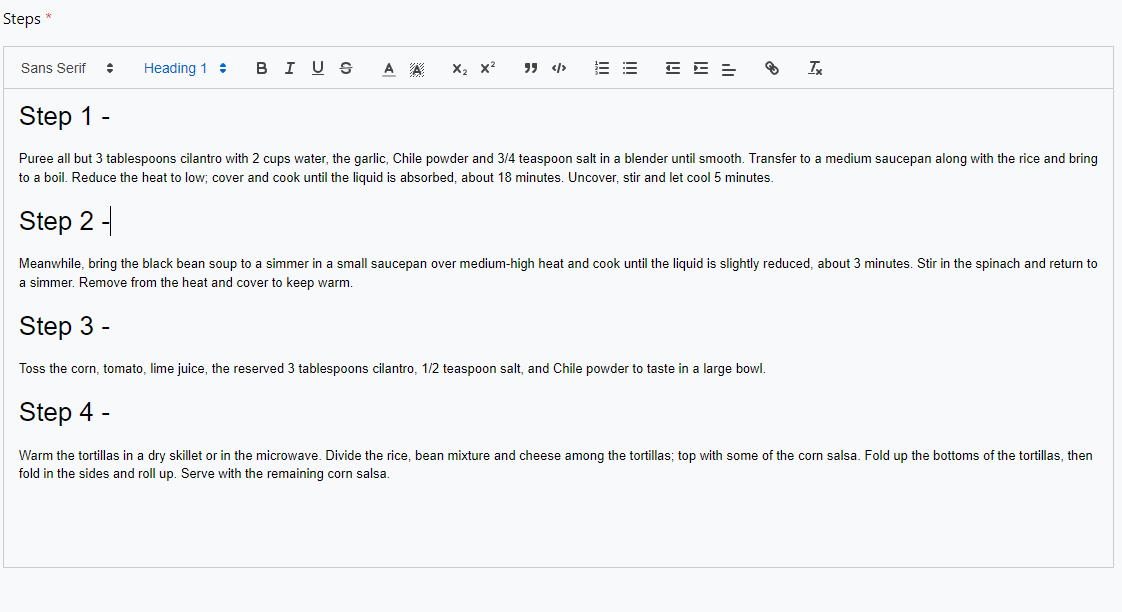 Steps *
Sans Serif Heading 1 B I U S A A X₂ X² ” </> Tx
Step 1 -
Puree all but 3 tablespoons cilantro with 2 cups water, the garlic, Chile powder and 3/4 teaspoon salt in a blender until smooth. Transfer to a medium saucepan along with the rice and bring
to a boil. Reduce the heat to low; cover and cook until the liquid is absorbed, about 18 minutes. Uncover, stir and let cool 5 minutes.
Step 2 -
Meanwhile, bring the black bean soup to a simmer in a small saucepan over medium-high heat and cook until the liquid is slightly reduced, about 3 minutes. Stir in the spinach and return to
a simmer. Remove from the heat and cover to keep warm.
Step 3 -
Toss the corn, tomato, lime juice, the reserved 3 tablespoons cilantro, 1/2 teaspoon salt, and Chile powder to taste in a large bowl.
Step 4 -
Warm the tortillas in a dry skillet or in the microwave. Divide the rice, bean mixture and cheese among the tortillas; top with some of the corn salsa. Fold up the bottoms of the tortillas, then
fold in the sides and roll up. Serve with the remaining corn salsa.